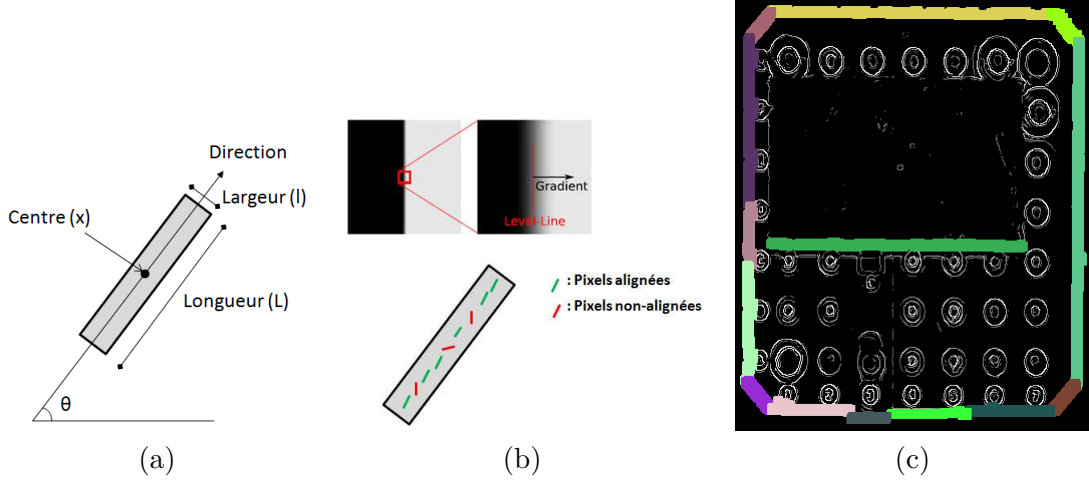 Direction
Largeur (l)
Centre (x)
Longueur (L)
θ
(a)
Gradient
Level-Line
: Pixels alignées
: Pixels non-alignées
(b)
(c)